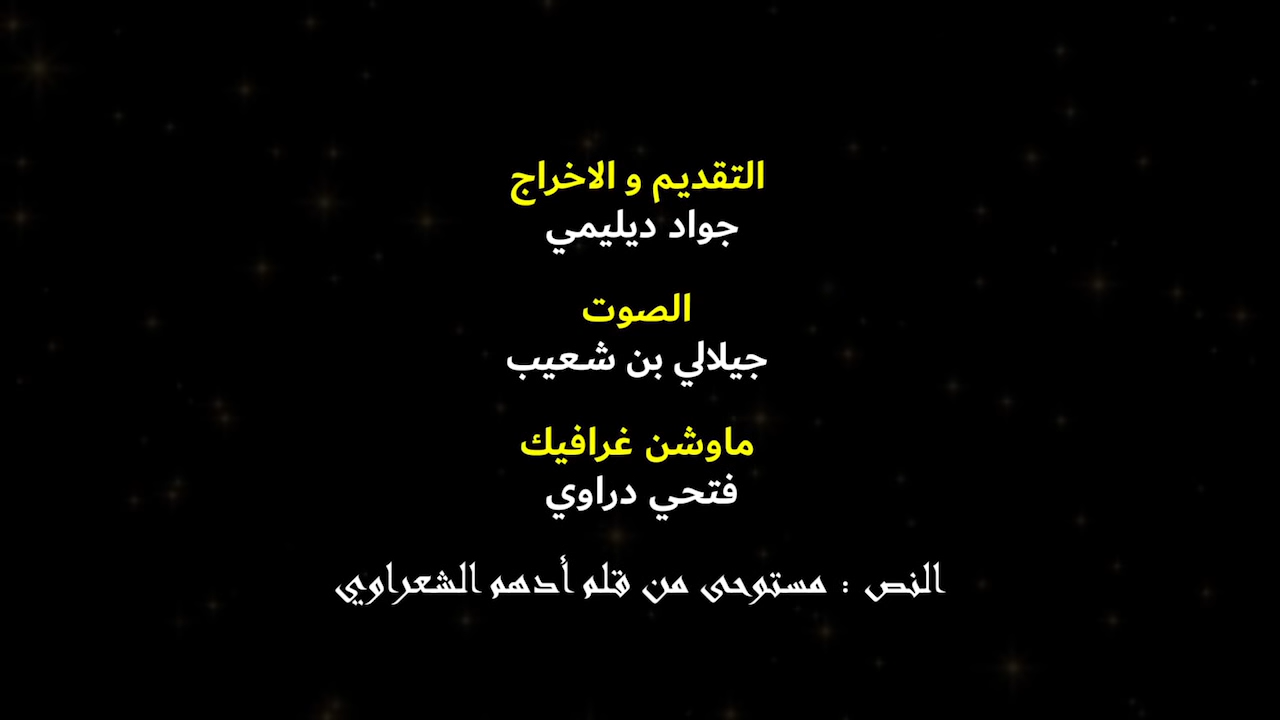 التقديم و الاخراج
جواد ديليمي
الصوت
جيلالي بن شعيب
ماوشن غرافيك
فتحي دراوي
النص : مستوحى من قلم أدهم الشعراوي